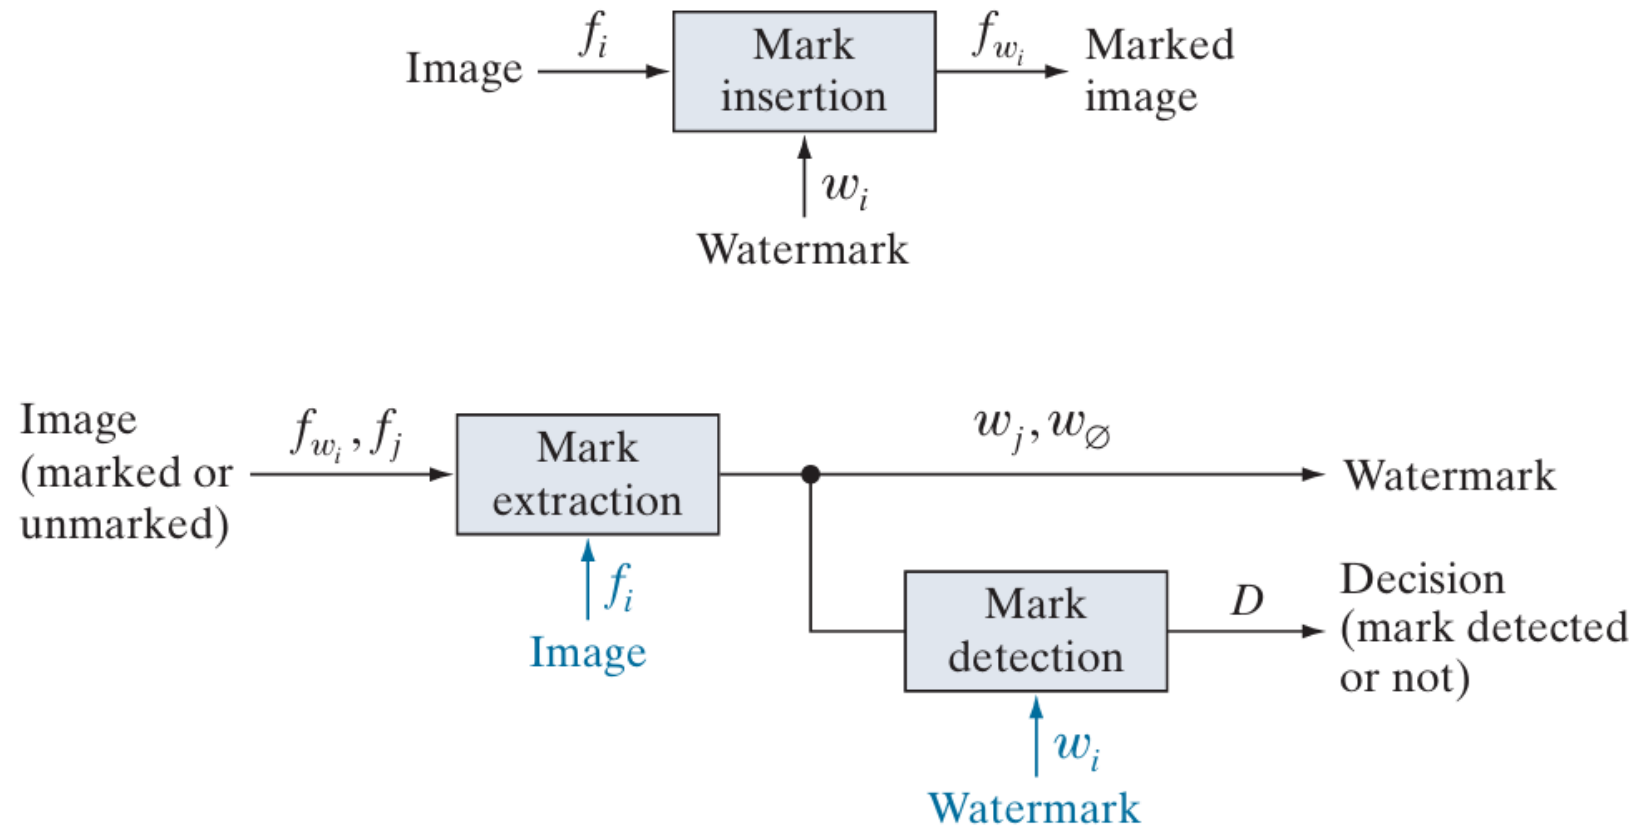 f_i
f_{w_i}
Image
Mark
insertion
Marked
image
w_i
Watermark
Image
(marked or
unmarked)
f_{w_i}, f_j
Mark
extraction
w_j, w_∅
Watermark
f_i
Image
Mark
detection
D
Decision
(mark detected
or not)
w_i
Watermark